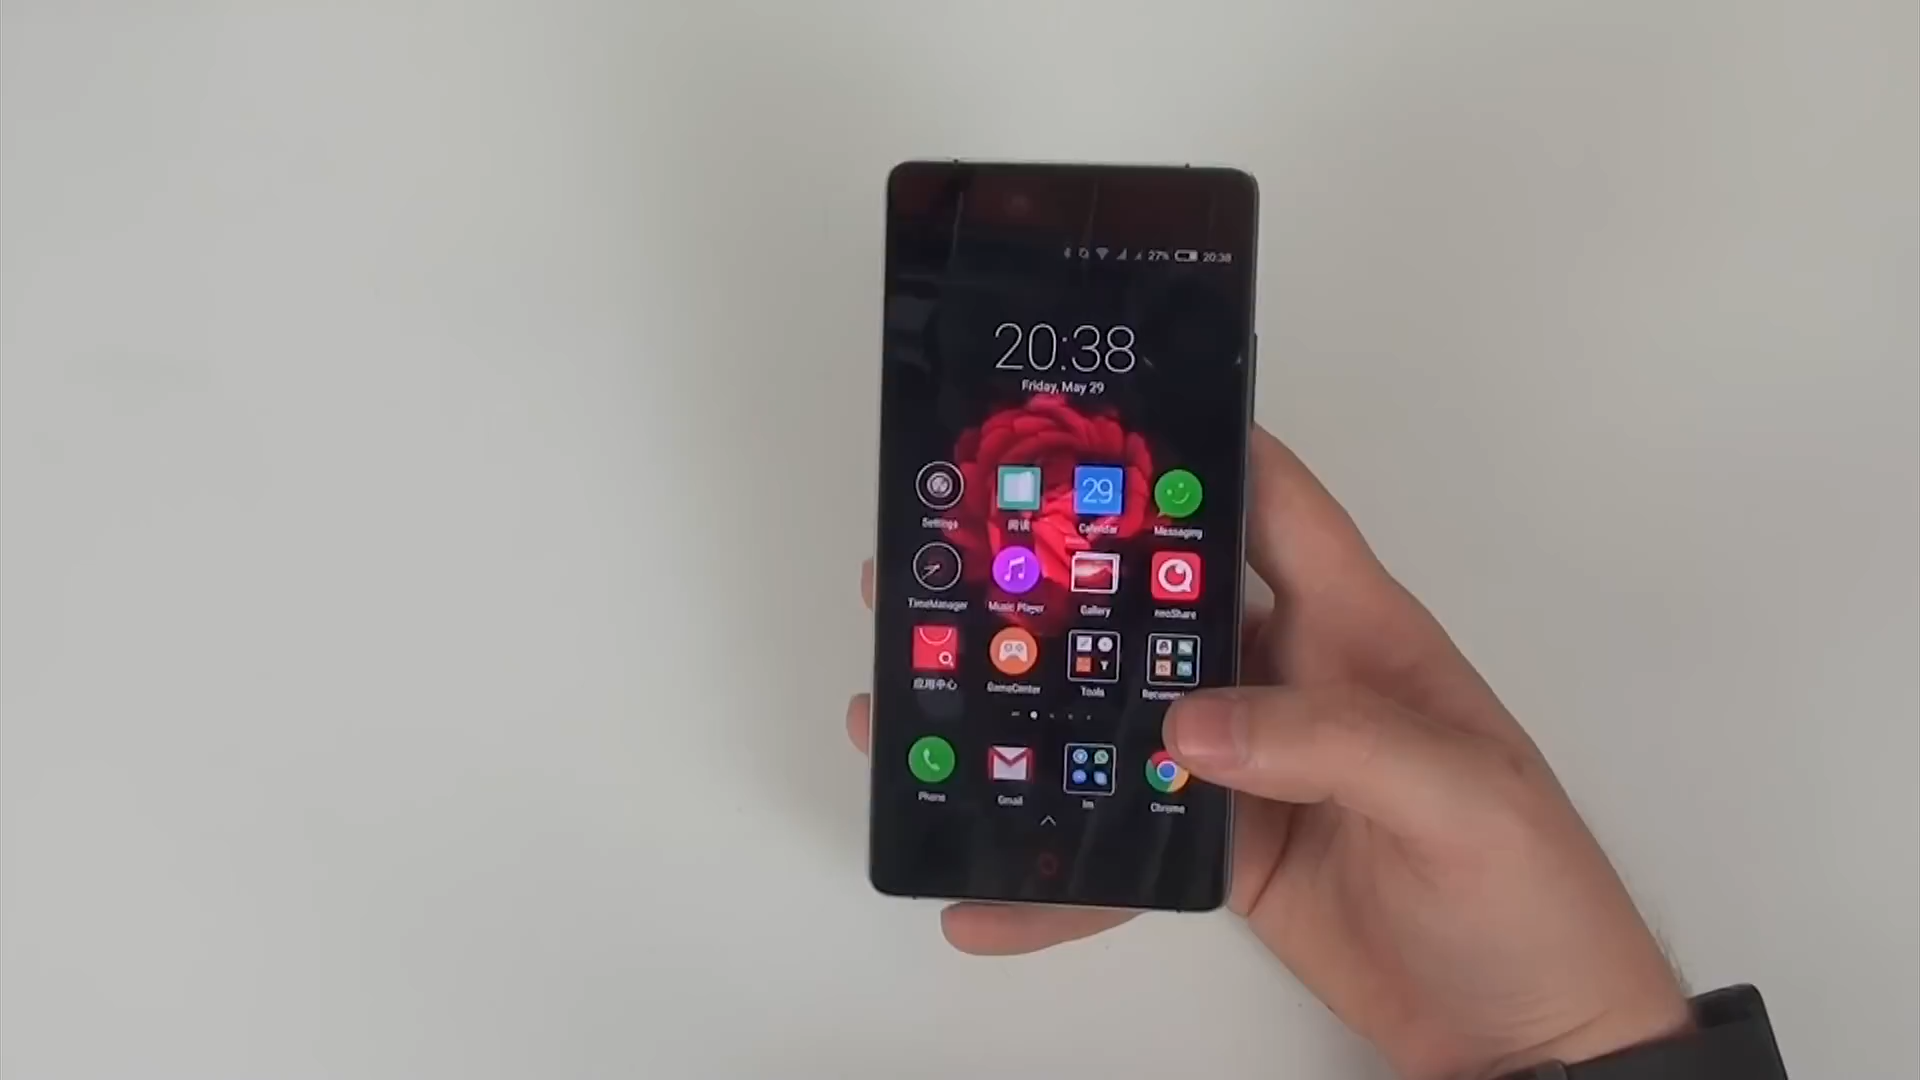 27% 20:38
20:38
Friday, May 29
29
Settings 阅读 Calendar Messaging
TimeManager Music Player Gallery neoShare
应用中心 GameCenter Tools
Phone Gmail Im Chrome